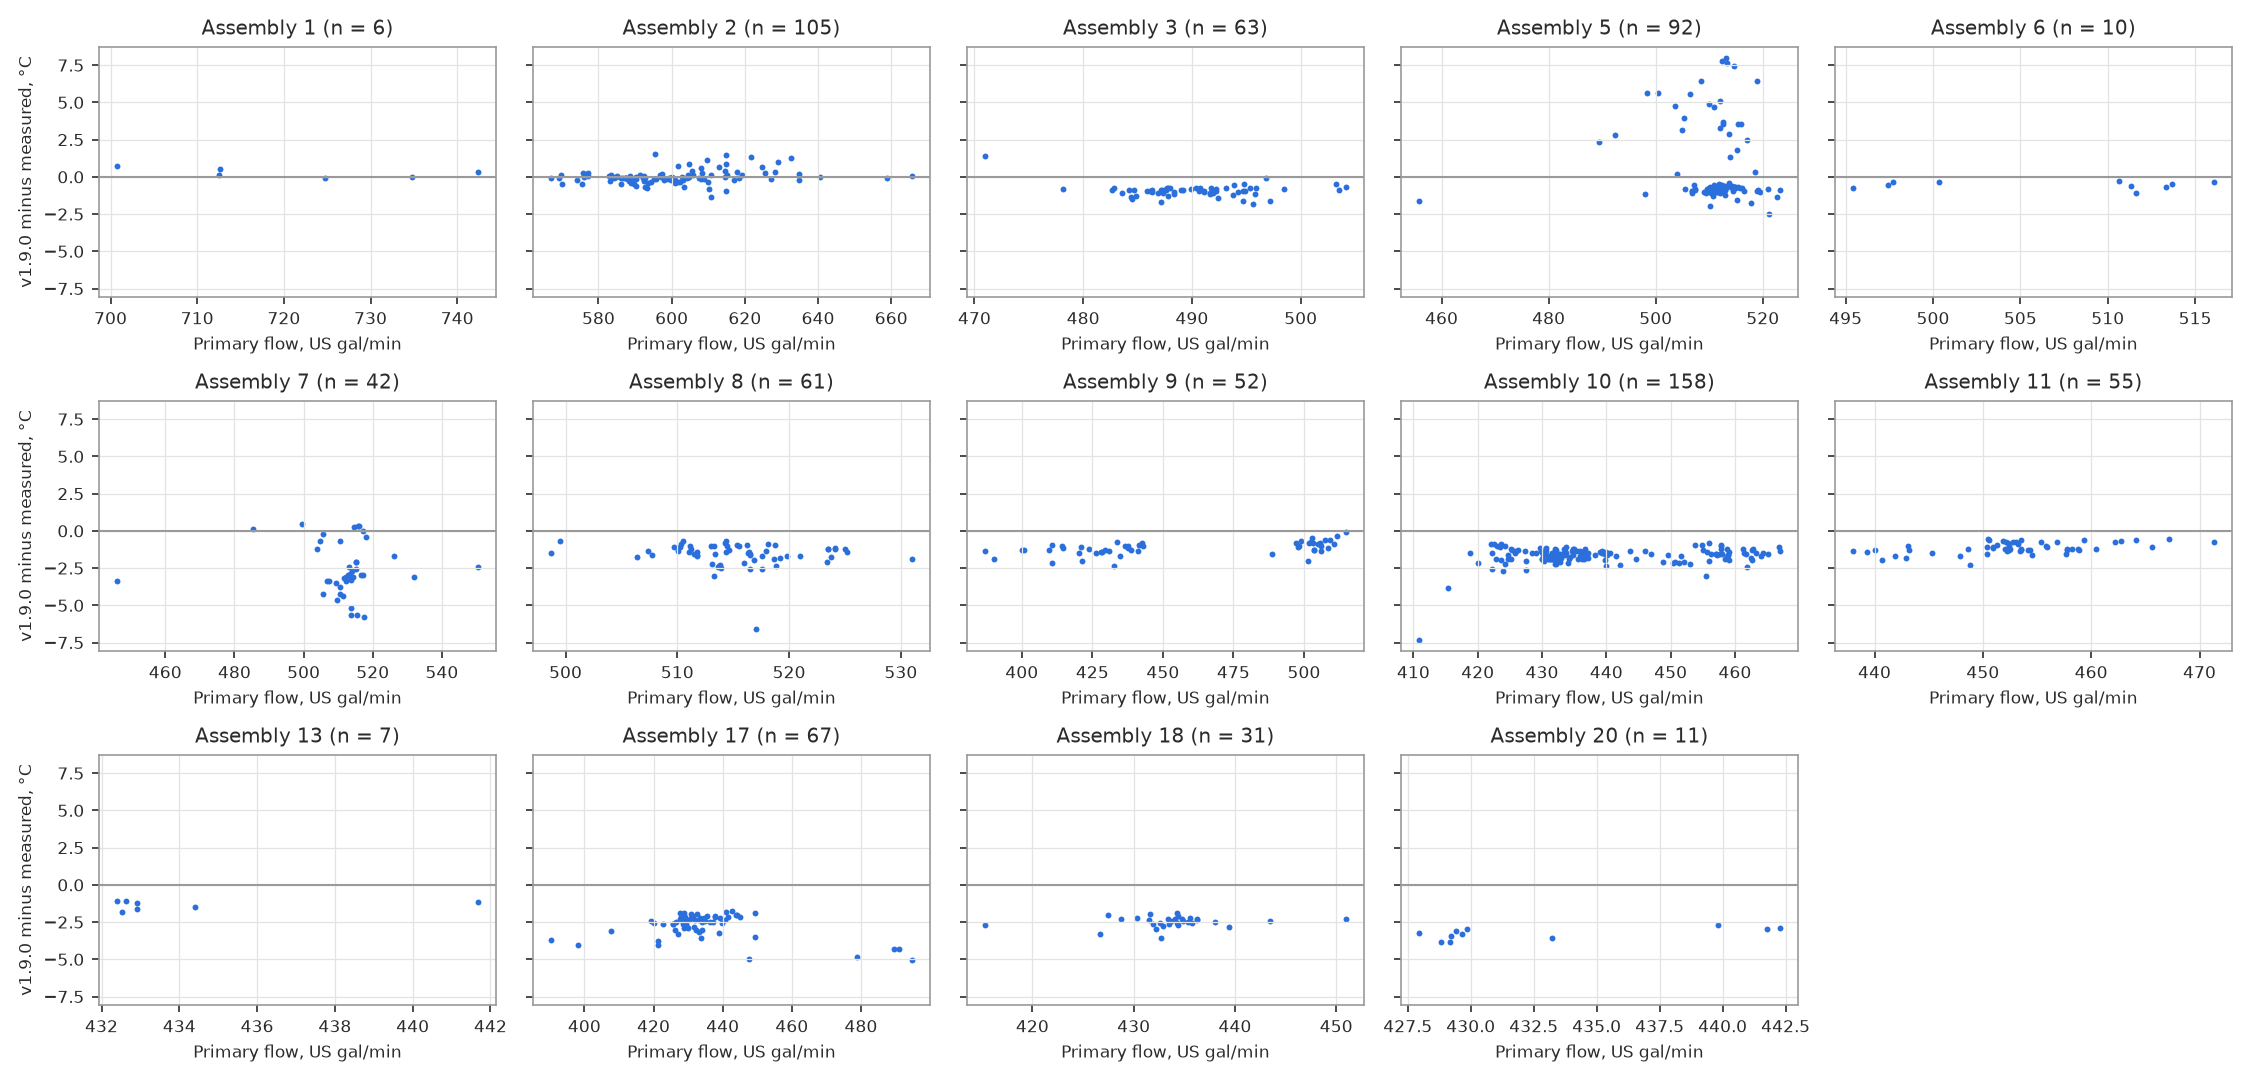 Assembly 1 (n = 6)
Assembly 2 (n = 105)
Assembly 3 (n = 63)
Assembly 5 (n = 92)
Assembly 6 (n = 10)
v1.9.0 minus measured, °C
7.5
5.0
2.5
0.0
−2.5
−5.0
−7.5
700 710 720 730 740
580 600 620 640 660
470 480 490 500
460 480 500 520
495 500 505 510 515
Primary flow, US gal/min
Primary flow, US gal/min
Primary flow, US gal/min
Primary flow, US gal/min
Primary flow, US gal/min
Assembly 7 (n = 42)
Assembly 8 (n = 61)
Assembly 9 (n = 52)
Assembly 10 (n = 158)
Assembly 11 (n = 55)
v1.9.0 minus measured, °C
7.5
5.0
2.5
0.0
−2.5
−5.0
−7.5
460 480 500 520 540
500 510 520 530
400 425 450 475 500
410 420 430 440 450 460
440 450 460 470
Primary flow, US gal/min
Primary flow, US gal/min
Primary flow, US gal/min
Primary flow, US gal/min
Primary flow, US gal/min
Assembly 13 (n = 7)
Assembly 17 (n = 67)
Assembly 18 (n = 31)
Assembly 20 (n = 11)
v1.9.0 minus measured, °C
7.5
5.0
2.5
0.0
−2.5
−5.0
−7.5
432 434 436 438 440 442
400 420 440 460 480
420 430 440 450
427.5 430.0 432.5 435.0 437.5 440.0 442.5
Primary flow, US gal/min
Primary flow, US gal/min
Primary flow, US gal/min
Primary flow, US gal/min